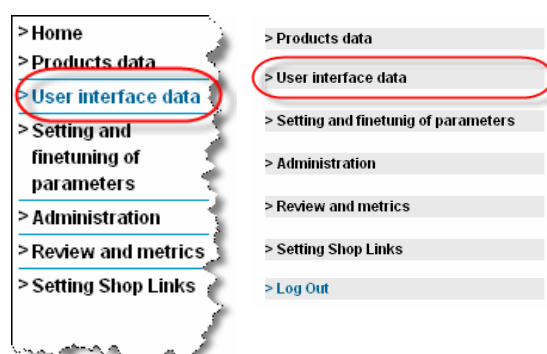 > Home
> Products data
> User interface data
> Setting and
finetuning of
parameters
> Administration
> Review and metrics
> Setting Shop Links
> Products data
> User interface data
> Setting and finetunig of parameters
> Administration
> Review and metrics
> Setting Shop Links
> Log Out